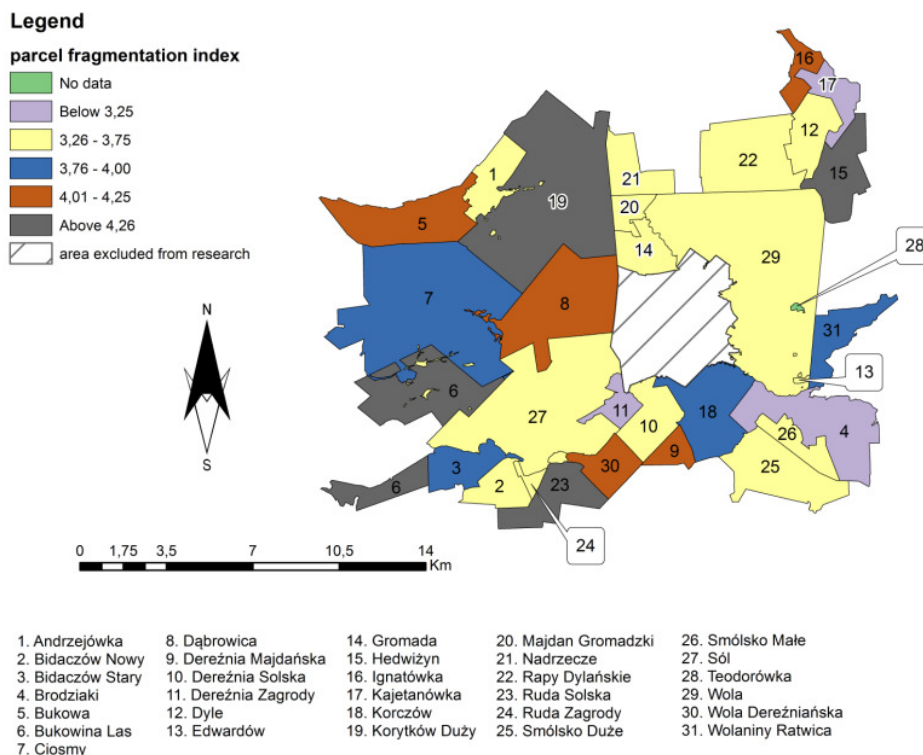 Legend
parcel fragmentation index
No data
Below 3,25
3,26 - 3,75
3,76 - 4,00
4,01 - 4,25
Above 4,26
area excluded from research
N
S
16
17
12
22
15
1
19
21
20
14
5
29
28
7
8
31
13
6
27
11
10
18
26
4
3
30
9
25
6
2
23
24
0 1,75 3,5 7 10,5 14
Km
1. Andrzejówka
2. Bidaczów Nowy
3. Bidaczów Stary
4. Brodziaki
5. Bukowa
6. Bukowina Las
7. Ciosmy
8. Dąbrowica
9. Dereźnia Majdańska
10. Dereźnia Solska
11. Dereźnia Zagrody
12. Dyle
13. Edwardów
14. Gromada
15. Hedwiżyn
16. Ignatówka
17. Kajetanówka
18. Korczów
19. Korytków Duży
20. Majdan Gromadzki
21. Nadrzecze
22. Rapy Dylańskie
23. Ruda Solska
24. Ruda Zagrody
25. Smólsko Duże
26. Smólsko Małe
27. Sól
28. Teodorówka
29. Wola
30. Wola Dereźniańska
31. Wolaniny Ratwica